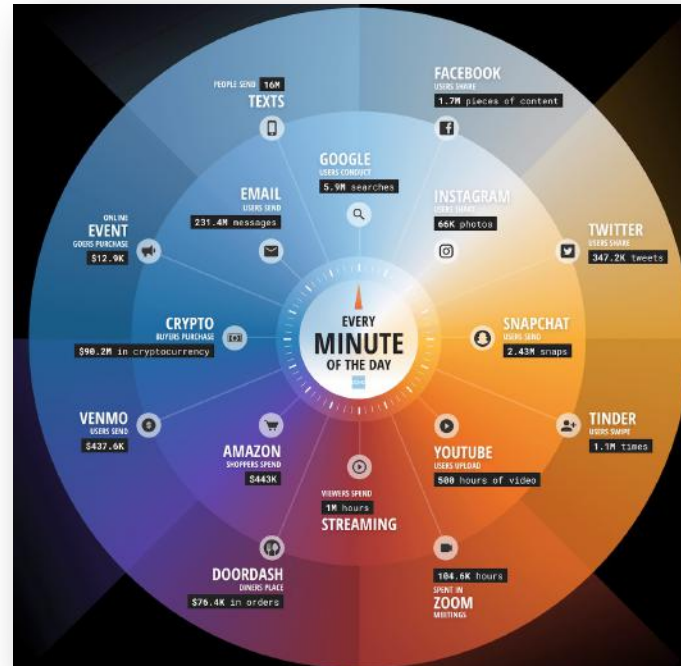 PEOPLE SEND 16M
TEXTS
FACEBOOK
USERS SHARE
1.7M pieces of content
GOOGLE
USERS CONDUCT
5.9M searches
EMAIL
USERS SEND
231.4M messages
INSTAGRAM
USERS SHARE
66K photos
ONLINE
EVENT
GOERS PURCHASE
$12.9K
TWITTER
USERS SHARE
347.2K tweets
EVERY
MINUTE
OF THE DAY
CRYPTO
BUYERS PURCHASE
$90.2M in cryptocurrency
SNAPCHAT
USERS SEND
2.43M snaps
VENMO
USERS SEND
$437.6K
TINDER
USERS SWIPE
1.1M times
AMAZON
SHOPPERS SPEND
$443K
YOUTUBE
USERS UPLOAD
500 hours of video
VIEWERS SPEND
1M hours
STREAMING
DOORDASH
DINERS PLACE
$76.4K in orders
104.6K hours
SPENT IN
ZOOM
MEETINGS